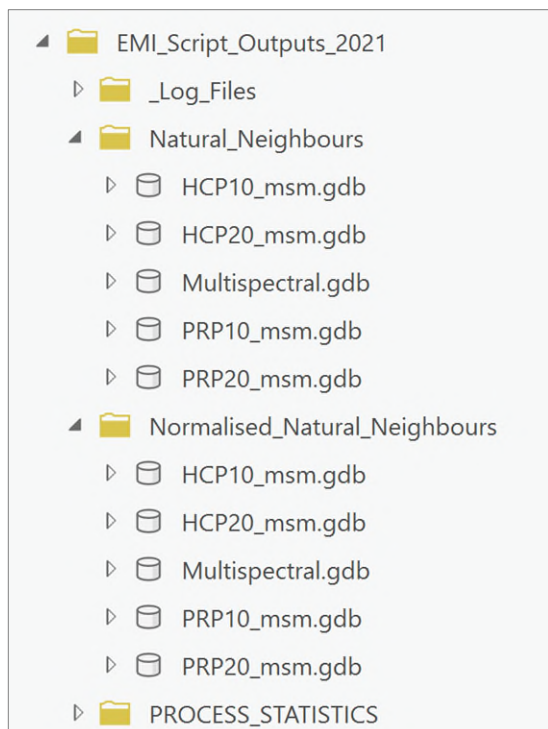 EMI_Script_Outputs_2021
_Log_Files
Natural_Neighbours
HCP10_msm.gdb
HCP20_msm.gdb
Multispectral.gdb
PRP10_msm.gdb
PRP20_msm.gdb
Normalised_Natural_Neighbours
HCP10_msm.gdb
HCP20_msm.gdb
Multispectral.gdb
PRP10_msm.gdb
PRP20_msm.gdb
PROCESS_STATISTICS